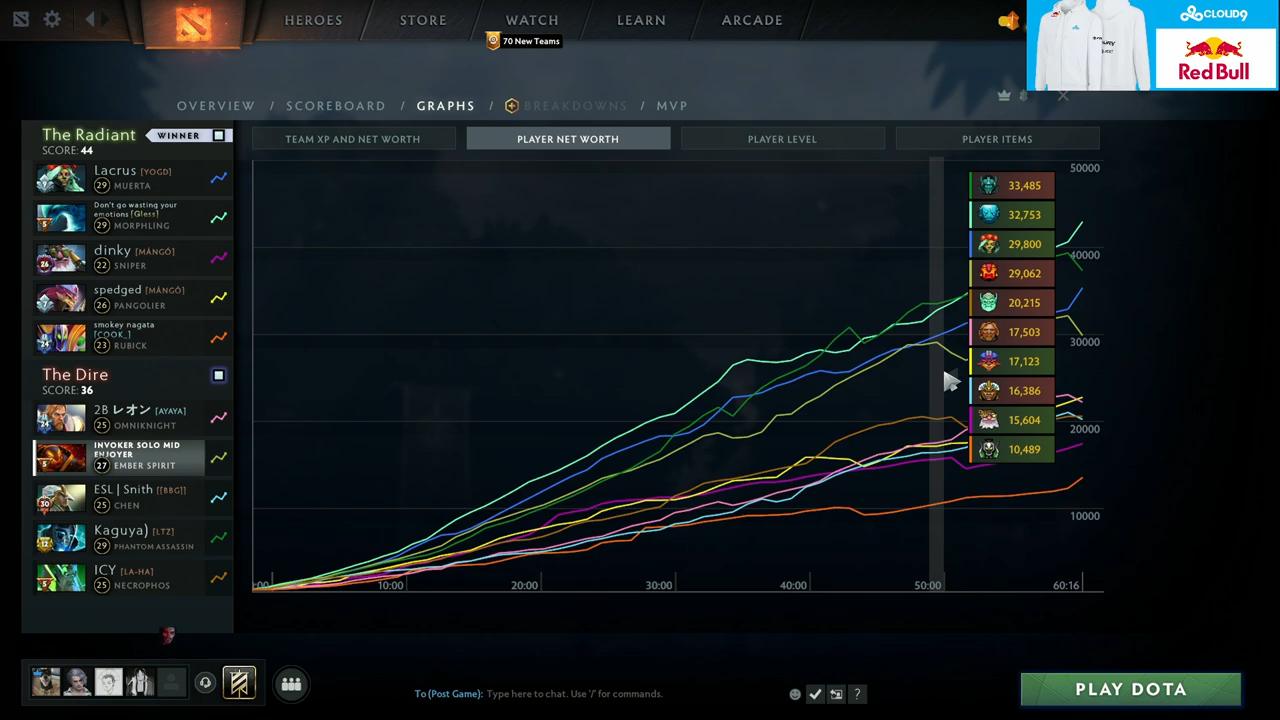 HEROES
STORE
WATCH
LEARN
ARCADE
70 New Teams
CLOUD9
Red Bull
OVERVIEW / SCOREBOARD / GRAPHS / BREAKDOWNS / MVP
The Radiant
WINNER
SCORE: 44
TEAM XP AND NET WORTH
PLAYER NET WORTH
PLAYER LEVEL
PLAYER ITEMS
Lacrus [YOGD]
29 MUERTA
Don't go wasting your
emotions [Gless]
29 MORPHLING
dinky [MÅNGÓ]
22 SNIPER
spedged [MÅNGÓ]
26 PANGOLIER
smokey nagata
[COOK_]
23 RUBICK
The Dire
SCORE: 36
2B レオン [AYAYA]
25 OMNIKNIGHT
INVOKER SOLO MID
ENJOYER
27 EMBER SPIRIT
ESL | Snith [[BBG]]
25 CHEN
Kaguya) [LTZ]
29 PHANTOM ASSASSIN
ICY [LA-HA]
25 NECROPHOS
50000
40000
30000
20000
10000
33,485
32,753
29,800
29,062
20,215
17,503
17,123
16,386
15,604
10,489
:00
10:00
20:00
30:00
40:00
50:00
60:16
To (Post Game): Type here to chat. Use '/' for commands.
?
PLAY DOTA